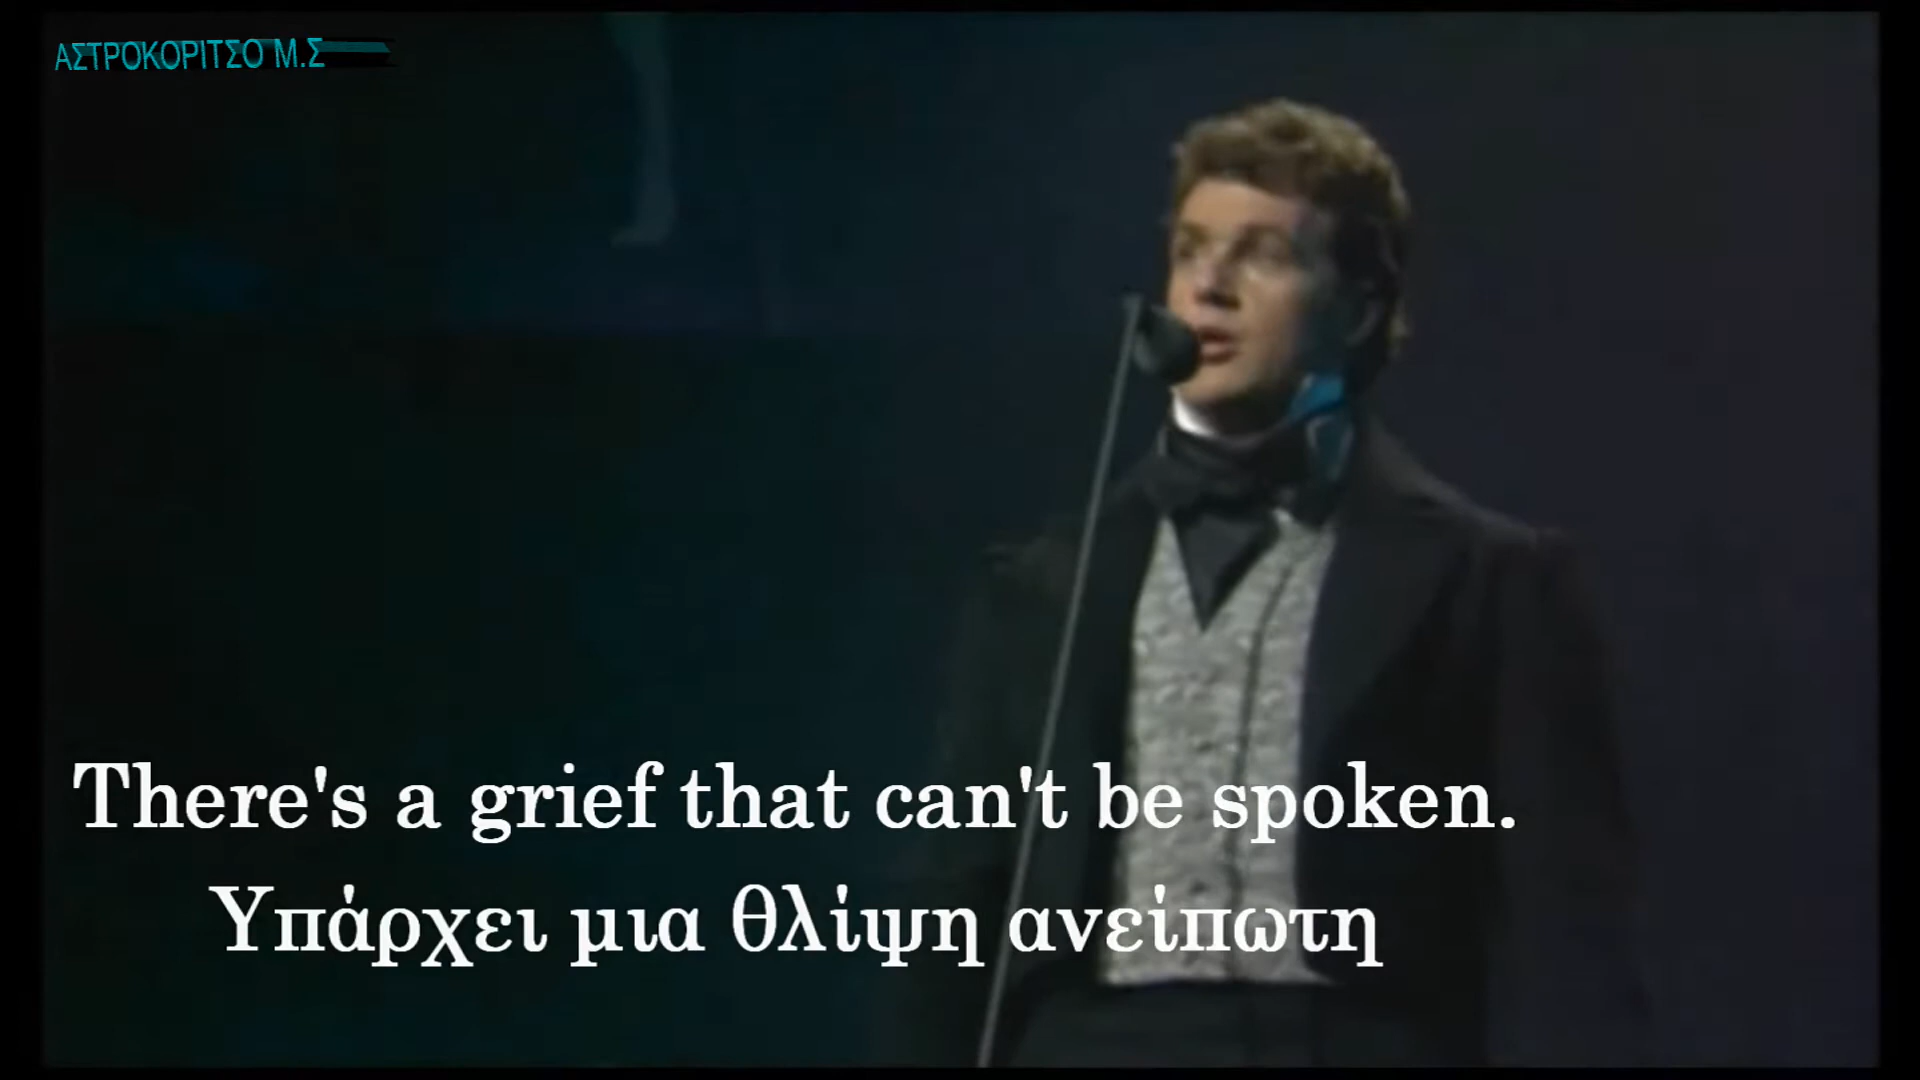 ΑΣΤΡΟΚΟΡΙΤΣΟ Μ.Σ
There's a grief that can't be spoken.
Υπάρχει μια θλίψη ανείπωτη